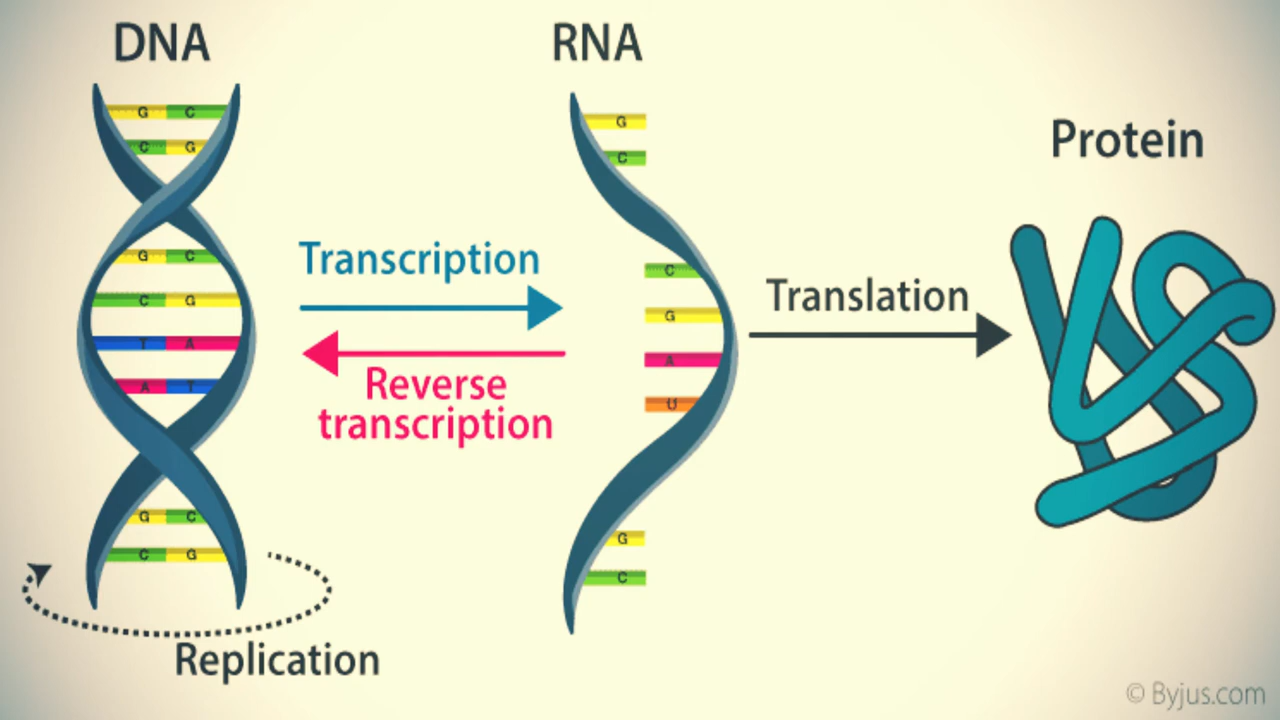 DNA
RNA
Protein
G C
C G
G C
C G
T A
A T
G C
C G
Transcription
Reverse
transcription
G
C
C
G
A
U
G
C
Translation
Replication
© Byjus.com